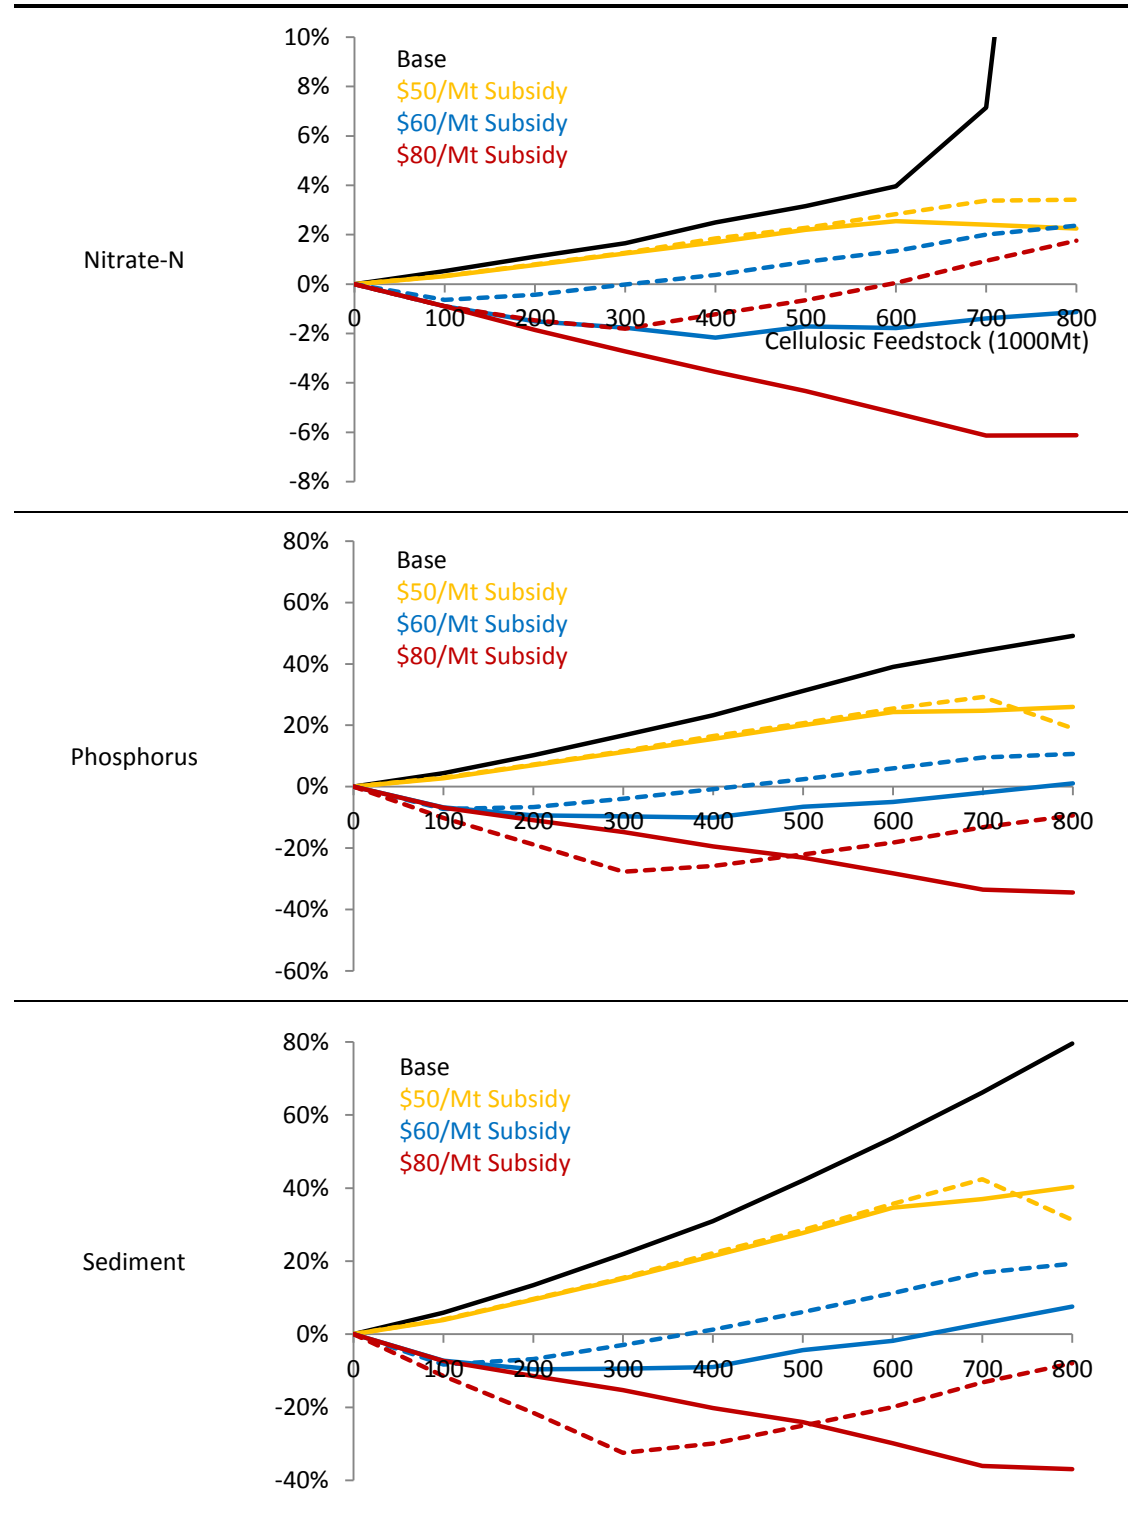 10%
8%
6%
4%
2%
0%
-2%
-4%
-6%
-8%
Base
$50/Mt Subsidy
$60/Mt Subsidy
$80/Mt Subsidy
Nitrate-N
0 100 200 300 400 500 600 700 800
Cellulosic Feedstock (1000Mt)
80%
60%
40%
20%
0%
-20%
-40%
-60%
Base
$50/Mt Subsidy
$60/Mt Subsidy
$80/Mt Subsidy
Phosphorus
0 100 200 300 400 500 600 700 800
80%
60%
40%
20%
0%
-20%
-40%
Base
$50/Mt Subsidy
$60/Mt Subsidy
$80/Mt Subsidy
Sediment
0 100 200 300 400 500 600 700 800